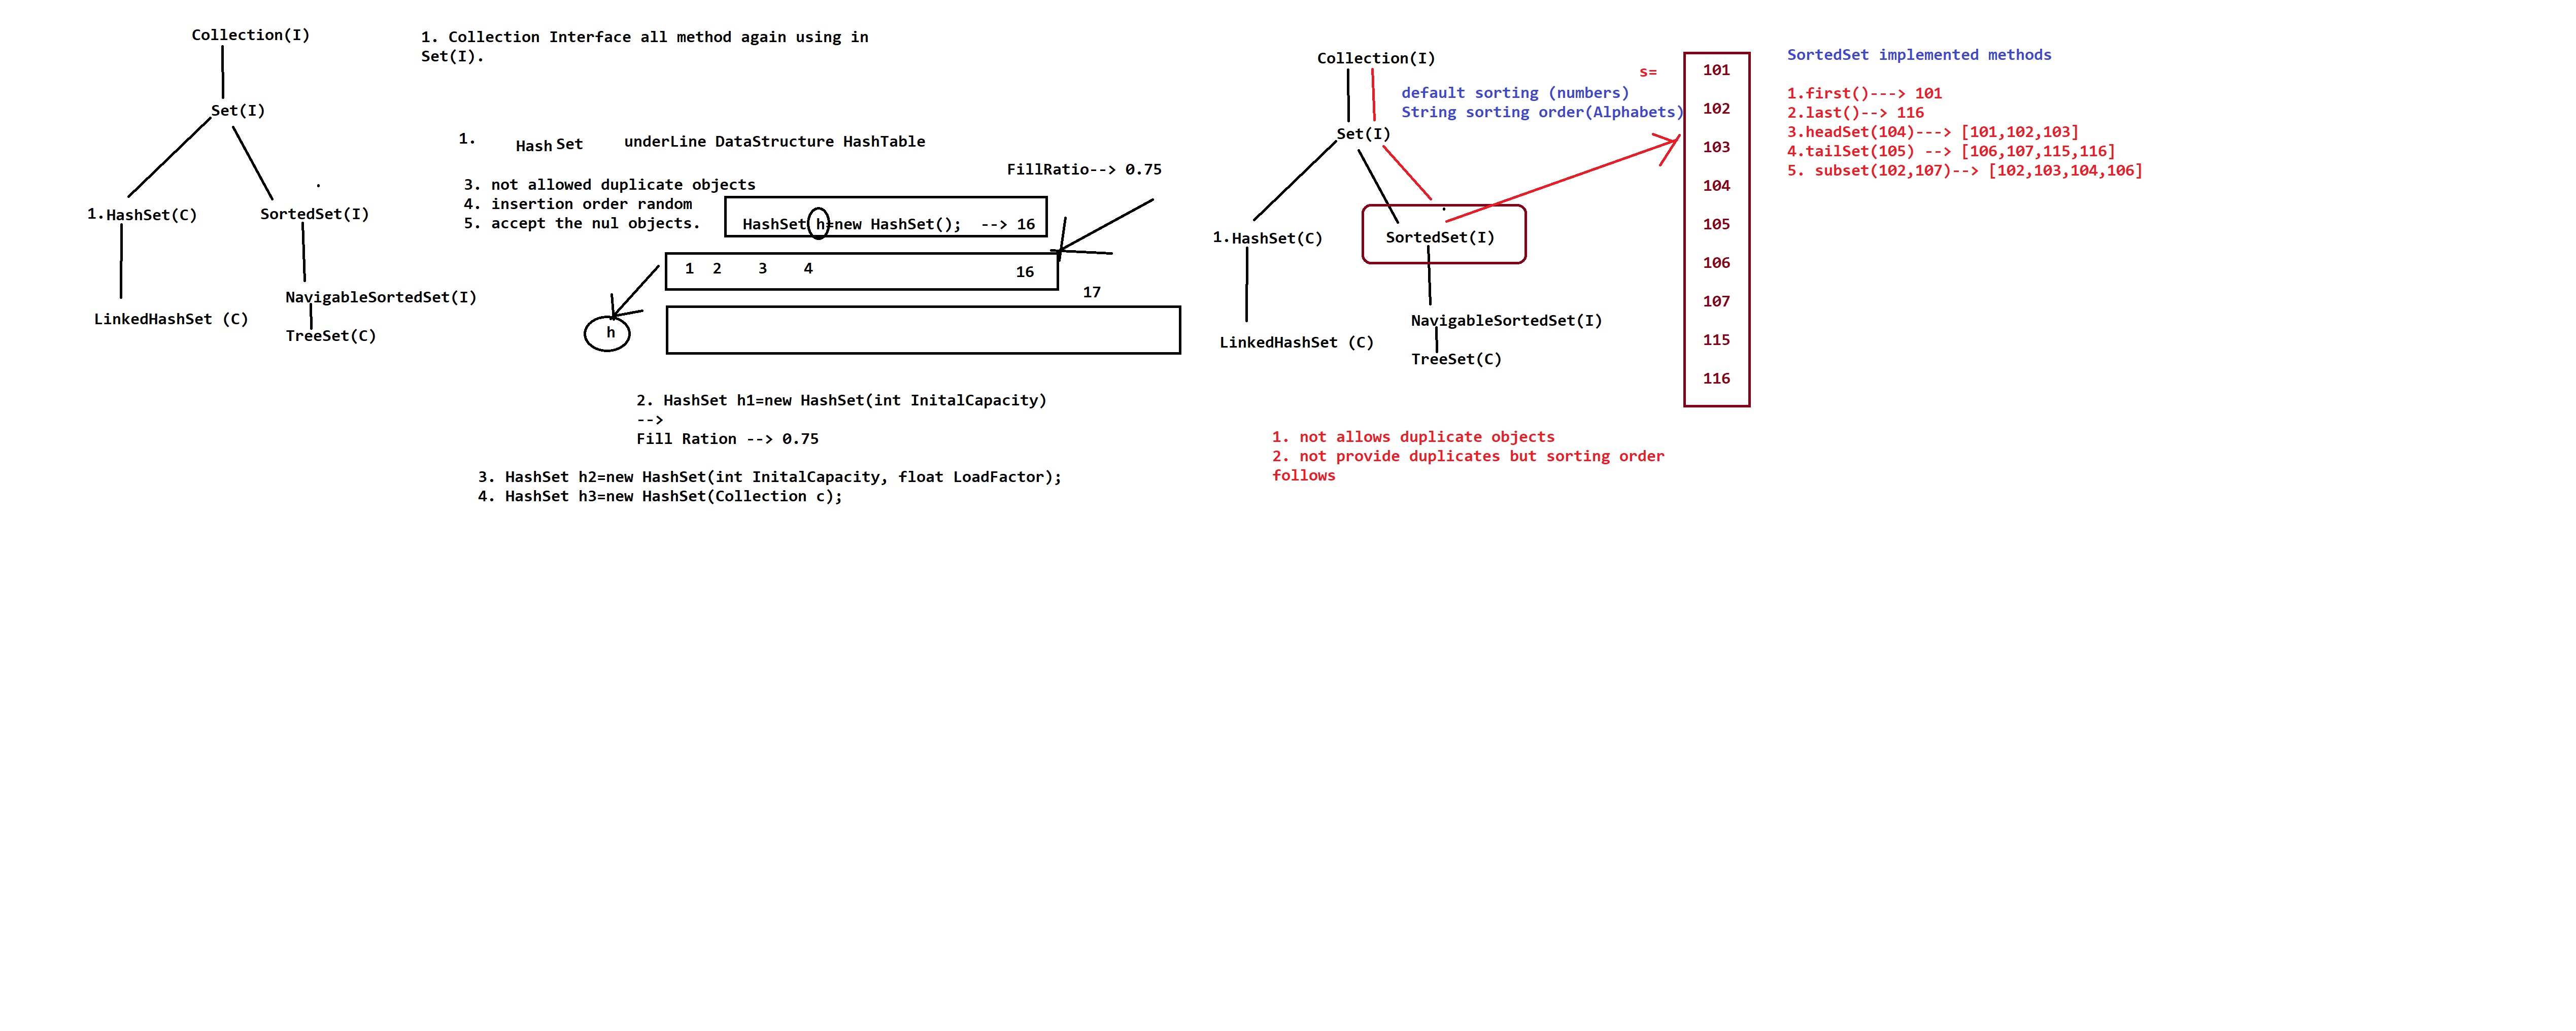 Collection(I)
Set(I)
1.HashSet(C)
SortedSet(I)
NavigableSortedSet(I)
LinkedHashSet (C)
TreeSet(C)
1. Collection Interface all method again using in
Set(I).
1.
Hash Set
underLine DataStructure HashTable
FillRatio--> 0.75
3. not allowed duplicate objects
4. insertion order random
5. accept the nul objects.
HashSet h=new HashSet();  --> 16
1 2 3 4 16
17
h
2. HashSet h1=new HashSet(int InitalCapacity)
-->
Fill Ration --> 0.75
3. HashSet h2=new HashSet(int InitalCapacity, float LoadFactor);
4. HashSet h3=new HashSet(Collection c);
Collection(I)
default sorting (numbers)
String sorting order(Alphabets)
Set(I)
1.HashSet(C)
SortedSet(I)
NavigableSortedSet(I)
LinkedHashSet (C)
TreeSet(C)
s=
101
102
103
104
105
106
107
115
116
1. not allows duplicate objects
2. not provide duplicates but sorting order
follows
SortedSet implemented methods
1.first()---> 101
2.last()--> 116
3.headSet(104)---> [101,102,103]
4.tailSet(105) --> [106,107,115,116]
5. subset(102,107)--> [102,103,104,106]